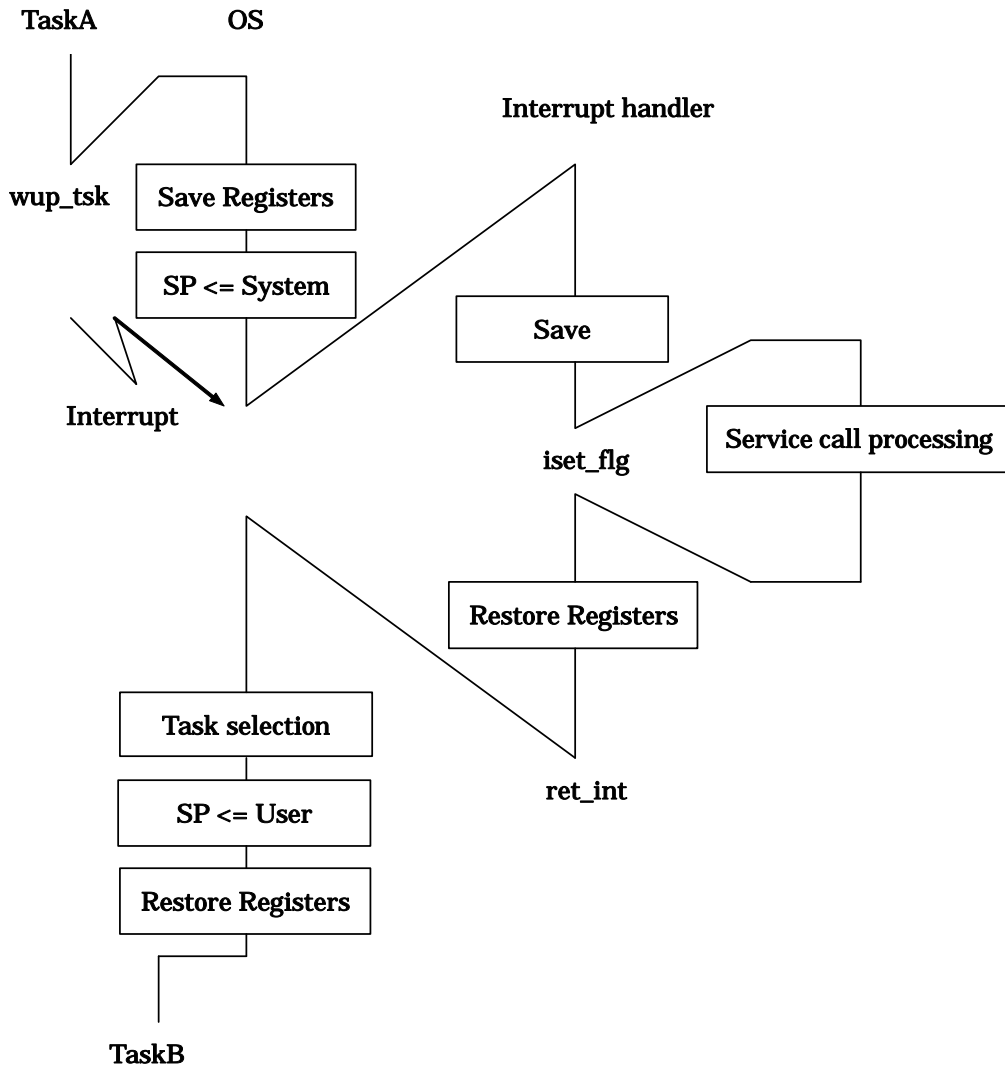 TaskA
OS
Interrupt handler
wup_tsk
Save Registers
SP <= System
Save
Interrupt
Service call processing
iset_flg
Restore Registers
Task selection
ret_int
SP <= User
Restore Registers
TaskB